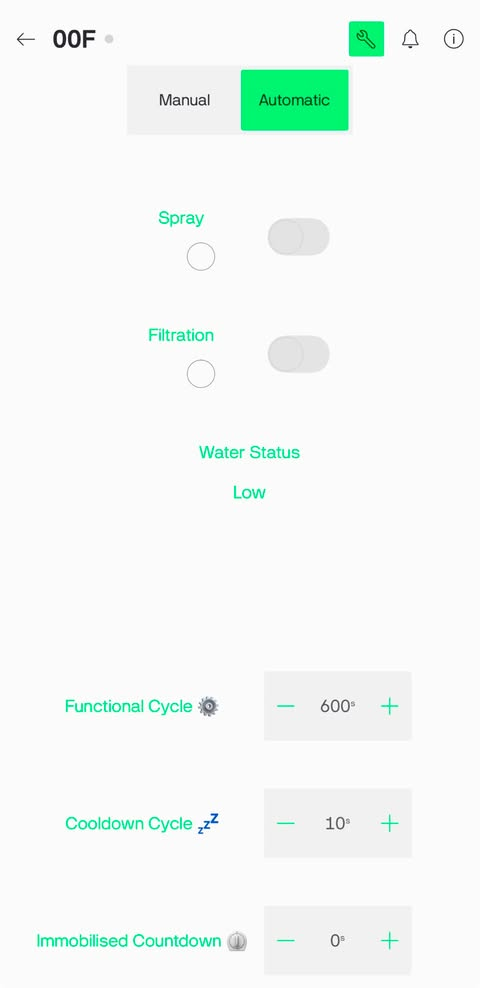 00F
Manual
Automatic
Spray
Filtration
Water Status
Low
Functional Cycle ⚙️
600s
Cooldown Cycle 💤
10s
Immobilised Countdown ⏲️
0s